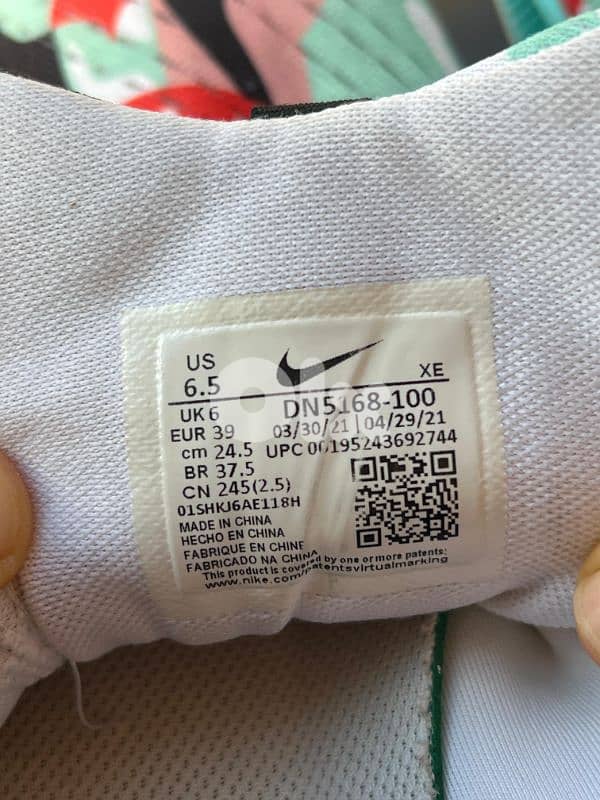 US
6.5
XE
UK 6
DN5168-100
EUR 39
03/30/21 | 04/29/21
cm 24.5
UPC 00195243692744
BR 37.5
CN 245(2.5)
01SHKJ6AE118H
MADE IN CHINA
HECHO EN CHINA
FABRIQUE EN CHINE
FABRICADO NA CHINA
This product is covered by one or more patents:
www.nike.com/patentsvirtualmarking